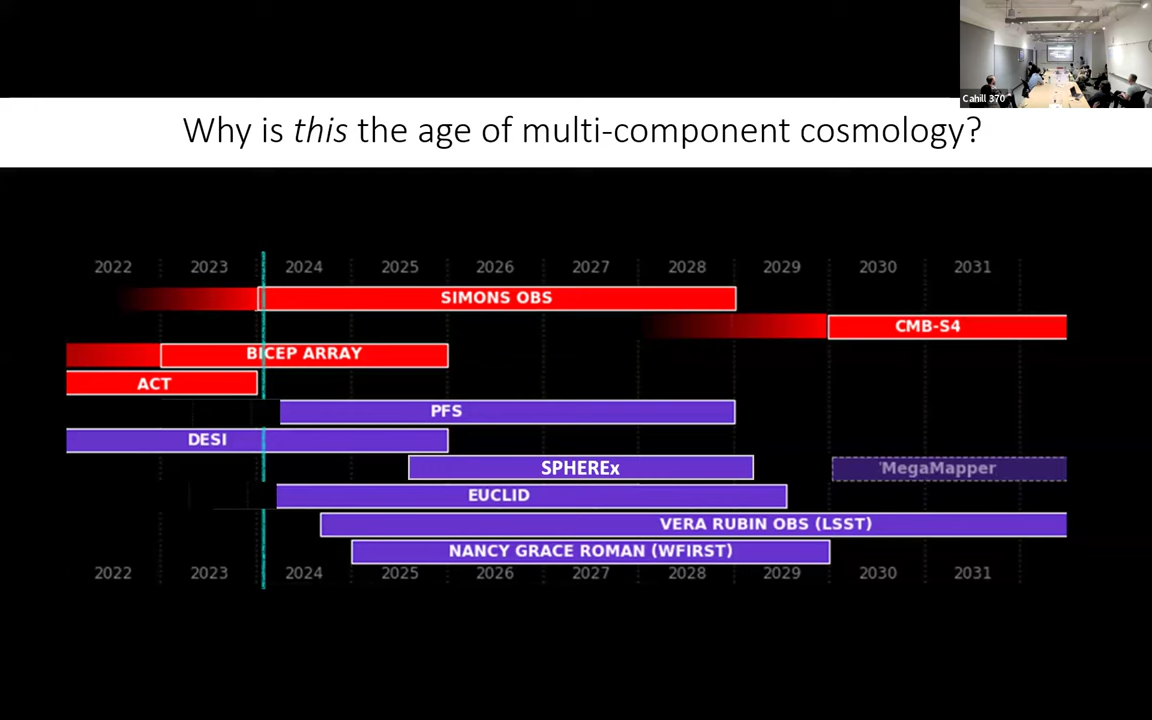 Cahill 370
Why is this the age of multi-component cosmology?
2022 2023 2024 2025 2026 2027 2028 2029 2030 2031
SIMONS OBS
CMB-S4
BICEP ARRAY
ACT
PFS
DESI
SPHEREx
'MegaMapper
EUCLID
VERA RUBIN OBS (LSST)
NANCY GRACE ROMAN (WFIRST)
2022 2023 2024 2025 2026 2027 2028 2029 2030 2031